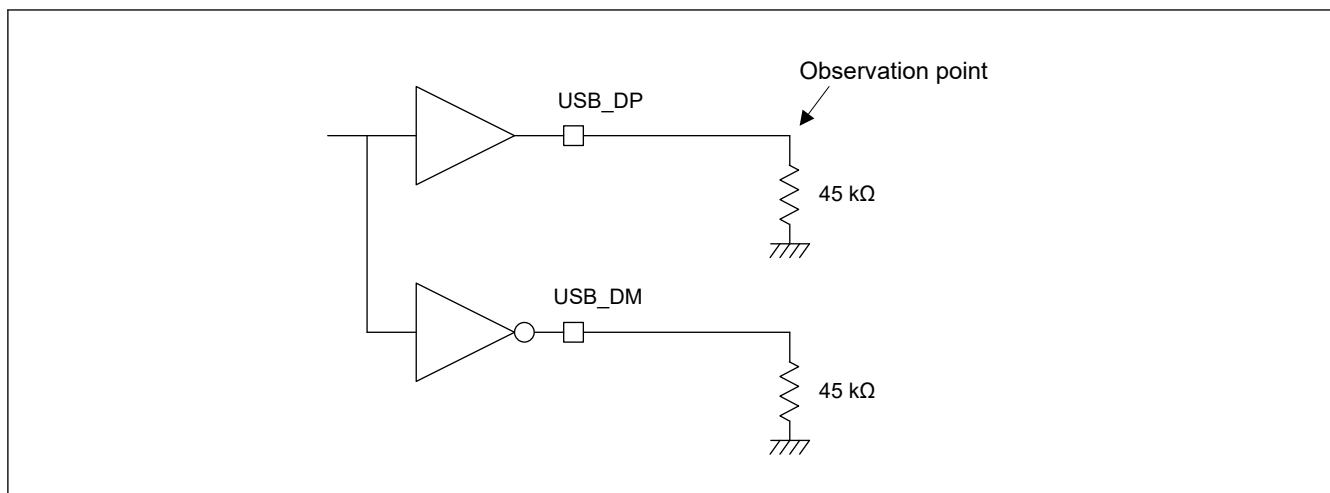 Observation point
USB_DP
45 kΩ
USB_DM
45 kΩ